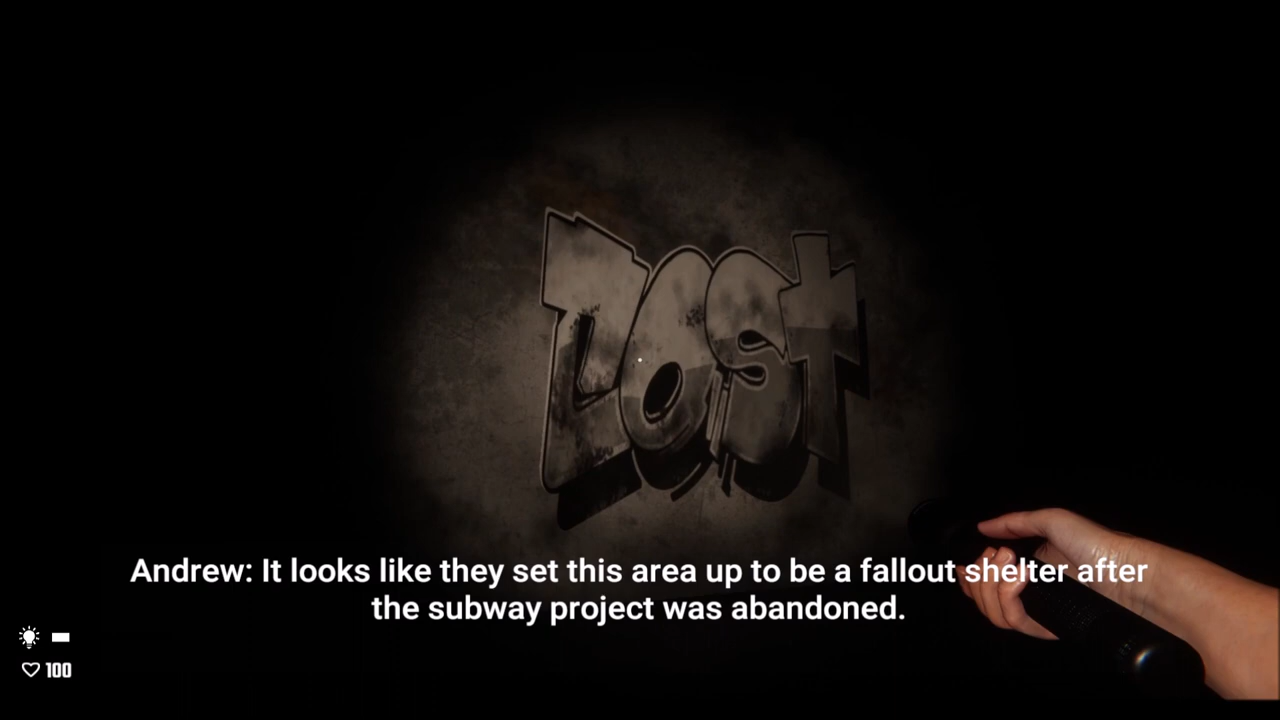 Lost
Andrew: It looks like they set this area up to be a fallout shelter after
the subway project was abandoned.
100